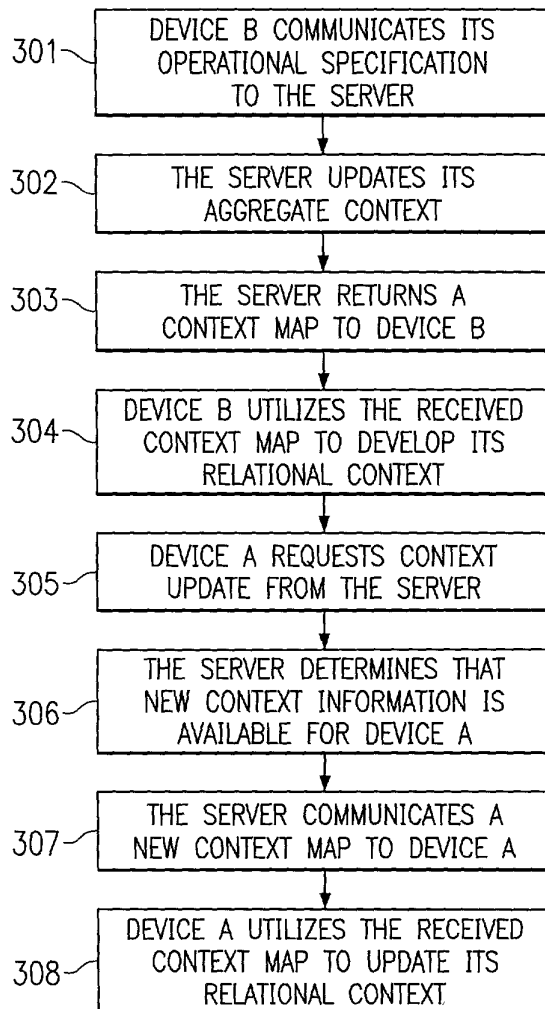 301
DEVICE B COMMUNICATES ITS
OPERATIONAL SPECIFICATION
TO THE SERVER
302
THE SERVER UPDATES ITS
AGGREGATE CONTEXT
303
THE SERVER RETURNS A
CONTEXT MAP TO DEVICE B
304
DEVICE B UTILIZES THE RECEIVED
CONTEXT MAP TO DEVELOP ITS
RELATIONAL CONTEXT
305
DEVICE A REQUESTS CONTEXT
UPDATE FROM THE SERVER
306
THE SERVER DETERMINES THAT
NEW CONTEXT INFORMATION IS
AVAILABLE FOR DEVICE A
307
THE SERVER COMMUNICATES A
NEW CONTEXT MAP TO DEVICE A
308
DEVICE A UTILIZES THE RECEIVED
CONTEXT MAP TO UPDATE ITS
RELATIONAL CONTEXT